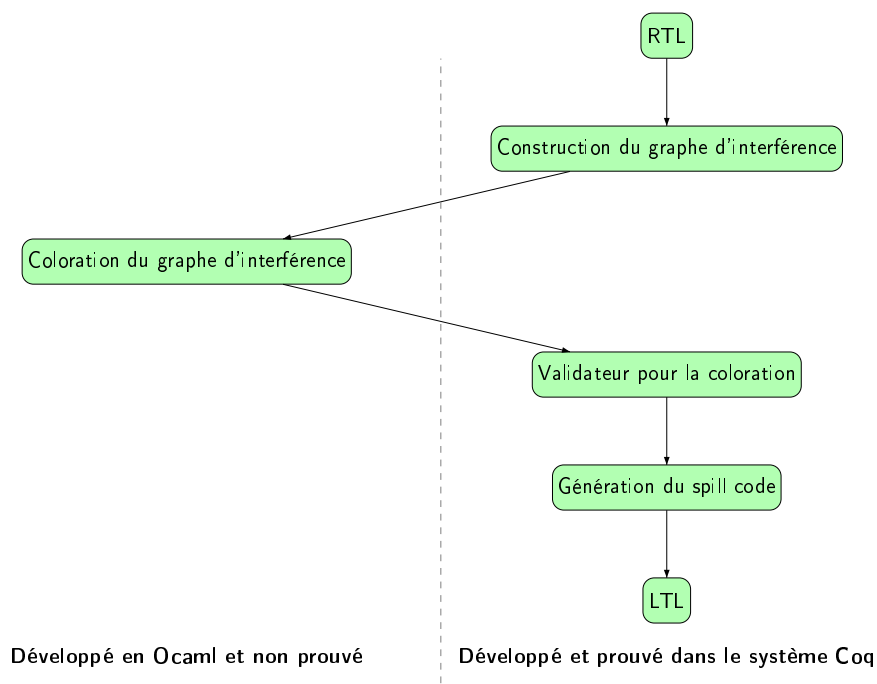 RTL
Construction du graphe d'interférence
Coloration du graphe d'interférence
Validateur pour la coloration
Génération du spill code
LTL
Développé en Ocaml et non prouvé
Développé et prouvé dans le système Coq